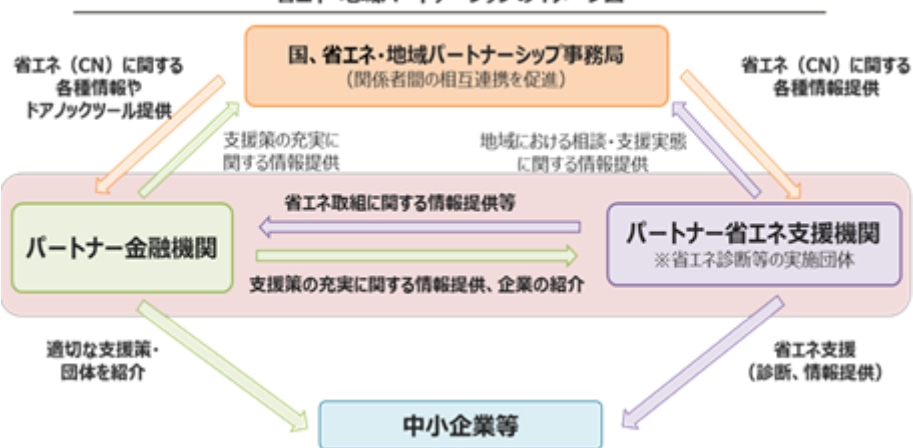 国、省エネ・地域パートナーシップ事務局
（関係者間の相互連携を促進）
省エネ（CN）に関する
各種情報や
ドアノックツール提供
省エネ（CN）に関する
各種情報提供
支援策の充実に
関する情報提供
地域における相談・支援実態
に関する情報提供
省エネ取組に関する情報提供等
パートナー金融機関
パートナー省エネ支援機関
※省エネ診断等の実施団体
支援策の充実に関する情報提供、企業の紹介
適切な支援策・
団体を紹介
省エネ支援
（診断、情報提供）
中小企業等